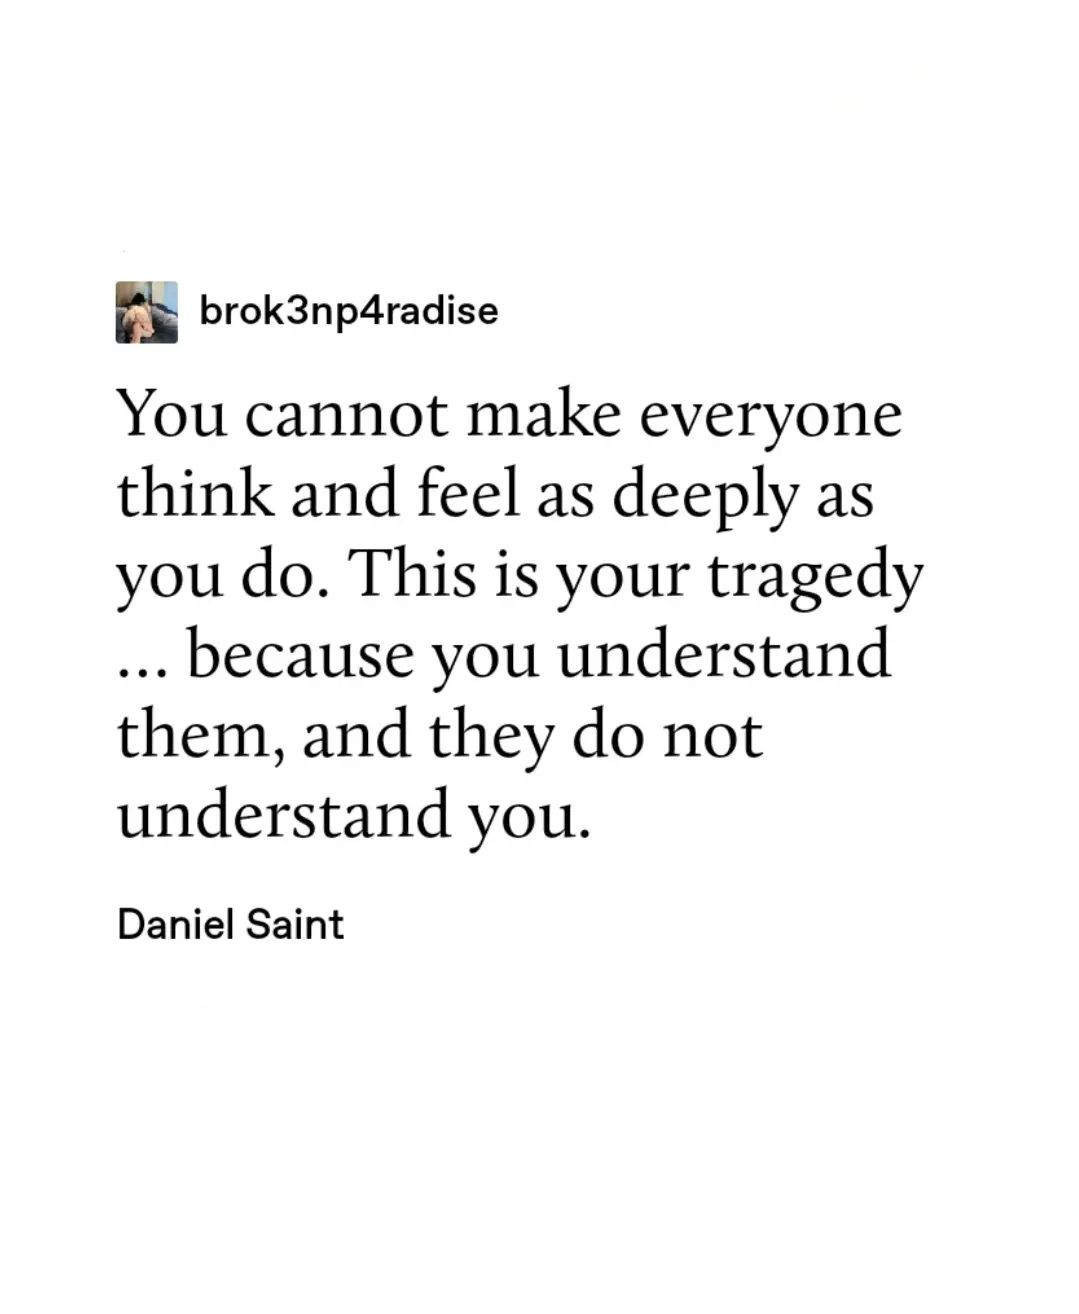 brok3np4radise
You cannot make everyone
think and feel as deeply as
you do. This is your tragedy
... because you understand
them, and they do not
understand you.
Daniel Saint